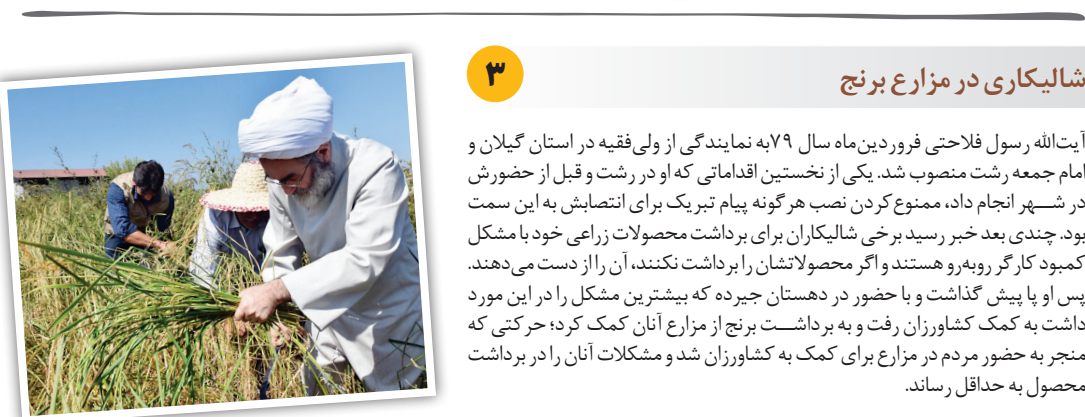 شالیکاری در مزارع برنج
۳
آیت‌الله رسول فلاحتی فروردین‌ماه سال ۷۹به نمایندگی از ولی‌فقیه در استان گیلان و
امام جمعه رشت منصوب شد. یکی از نخستین اقداماتی که او در رشت و قبل از حضورش
در شهر انجام داد، ممنوع کردن نصب هر گونه پیام تبریک برای انتصابش به این سمت
بود. چندی بعد خبر رسید برخی شالیکاران برای برداشت محصولات زراعی خود با مشکل
کمبود کارگر روبه‌رو هستند و اگر محصولاتشان را برداشت نکنند، آن را از دست می‌دهند.
پس او پا پیش گذاشت و با حضور در دهستان جیرده که بیشترین مشکل را در این مورد
داشت به کمک کشاورزان رفت و به برداشت برنج از مزارع آنان کمک کرد؛ حرکتی که
منجر به حضور مردم در مزارع برای کمک به کشاورزان شد و مشکلات آنان را در برداشت
محصول به حداقل رساند.